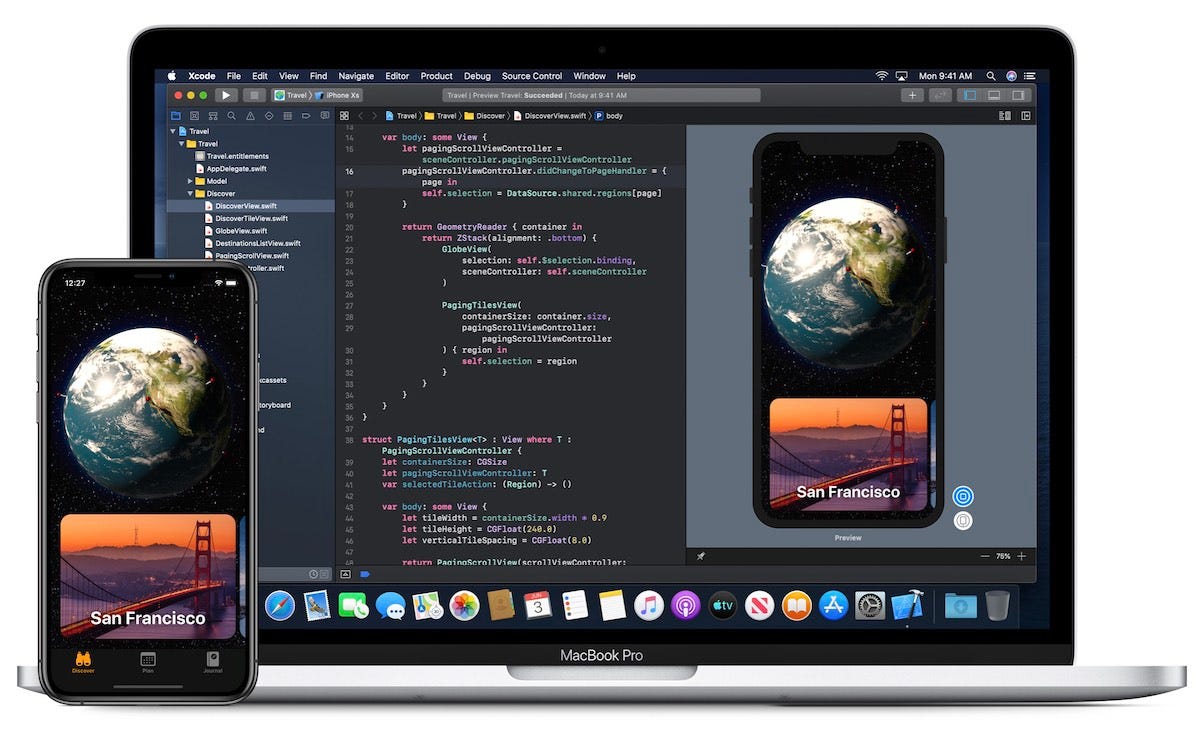 Xcode File Edit View Find Navigate Editor Product Debug Source Control Window Help
Mon 9:41 AM
Travel iPhone Xs
Travel | Preview Travel: Succeeded | Today at 9:41 AM
Travel
Travel
Travel.entitlements
AppDelegate.swift
Model
Discover
DiscoverView.swift
DiscoverTileView.swift
GlobeView.swift
DestinationsListView.swift
PagingScrollView.swift
roller.swift
cassets
toryboard
Travel Travel Discover DiscoverView.swift P body
13
14 var body: some View {
15 let pagingScrollViewController =
sceneController.pagingScrollViewController
16 pagingScrollViewController.didChangeToPageHandler = {
page in
17 self.selection = DataSource.shared.regions[page]
18 }
19
20 return GeometryReader { container in
21 return ZStack(alignment: .bottom) {
22 GlobeView(
23 selection: self.$selection.binding,
24 sceneController: self.sceneController
25 )
26
27 PagingTilesView(
28 containerSize: container.size,
29 pagingScrollViewController:
pagingScrollViewController
30 ) { region in
31 self.selection = region
32 }
33 }
34 }
35 }
36 }
37
38 struct PagingTilesView<T> : View where T :
PagingScrollViewController {
39 let containerSize: CGSize
40 let pagingScrollViewController: T
41 var selectedTileAction: (Region) -> ()
42
43 var body: some View {
44 let tileWidth = containerSize.width * 0.9
45 let tileHeight = CGFloat(240.0)
46 let verticalTileSpacing = CGFloat(8.0)
47
48 return PagingScrollView(scrollViewController:
San Francisco
Preview
75%
12:27
San Francisco
Discover
Plan
Journal
JUN
3
tv
MacBook Pro